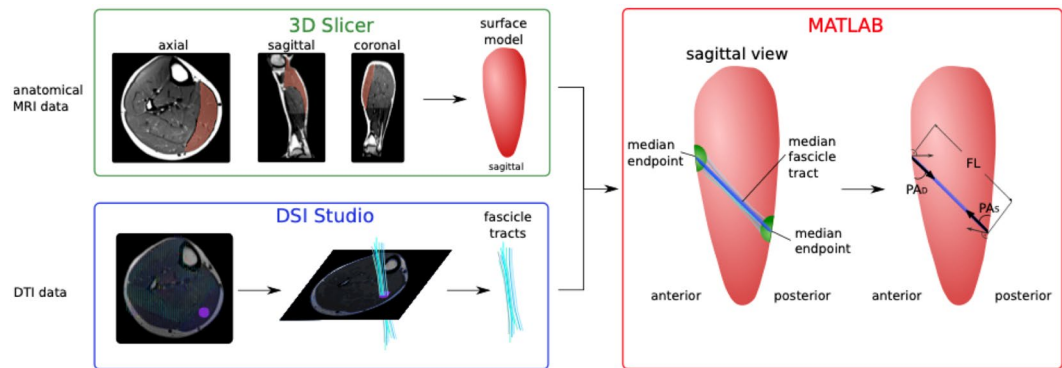 3D Slicer
axial
sagittal
coronal
surface
model
sagittal
anatomical
MRI data
DSI Studio
fascicle
tracts
DTI data
MATLAB
sagittal view
median
endpoint
median
fascicle
tract
median
endpoint
anterior
posterior
FL
PAD
PAS
anterior
posterior